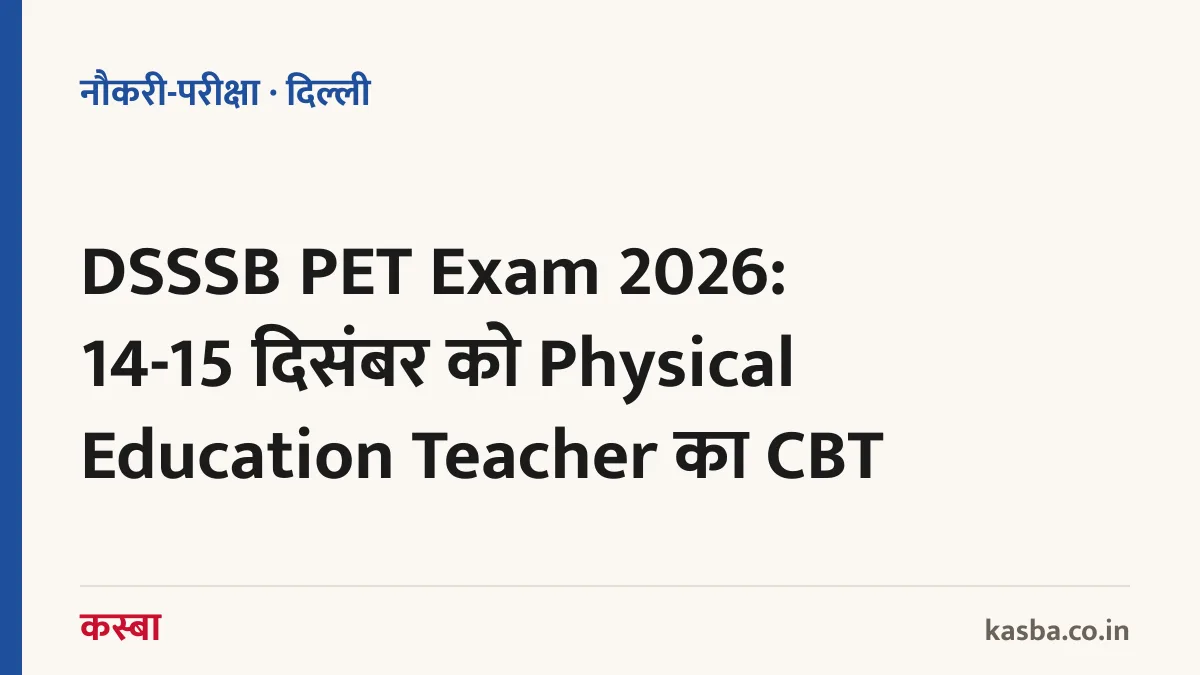 नौकरी-परीक्षा · दिल्ली
DSSSB PET Exam 2026:
14-15 दिसंबर को Physical
Education Teacher का CBT
कस्बा
kasba.co.in